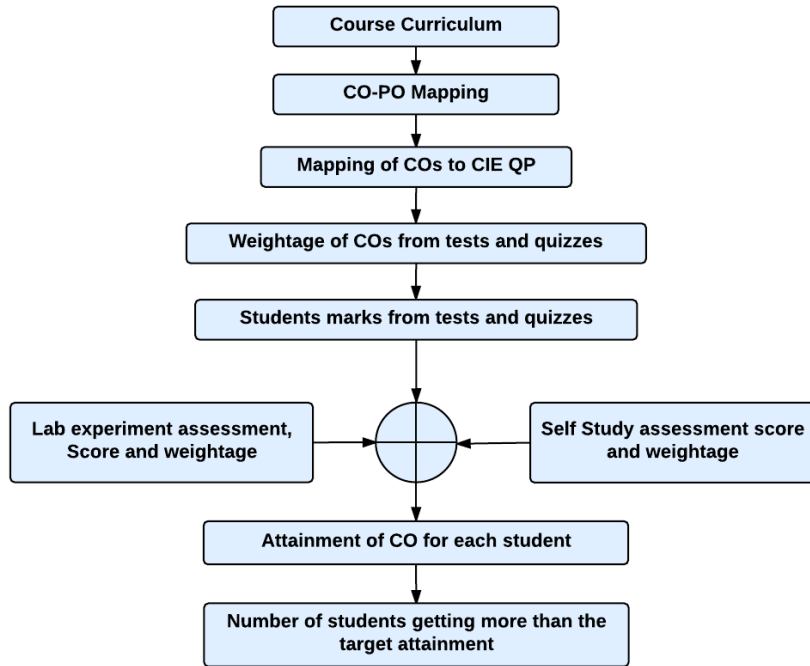 Course Curriculum
CO-PO Mapping
Mapping of COs to CIE QP
Weightage of COs from tests and quizzes
Students marks from tests and quizzes
Lab experiment assessment,
Score and weightage
Self Study assessment score
and weightage
Attainment of CO for each student
Number of students getting more than the
target attainment